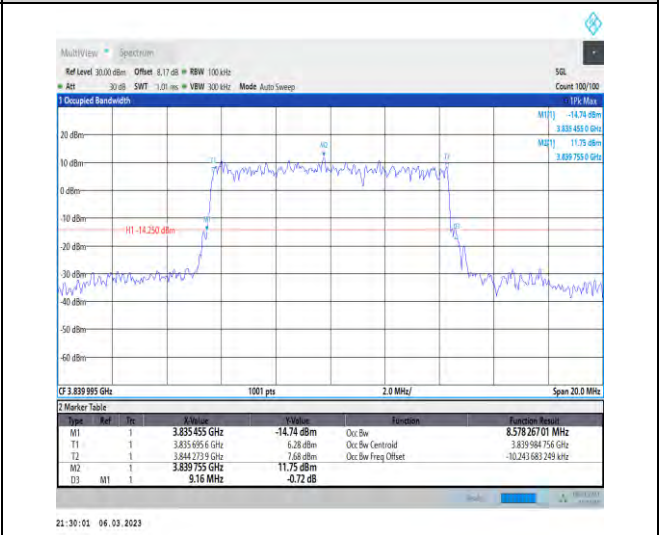 MultiView Spectrum
Ref Level 30.00 dBm Offset 8.17 dB RBW 100 kHz SGL
Att 30 dB SWT 1.01 ms VBW 300 kHz Mode Auto Sweep Count 100/100
1 Occupied Bandwidth 1Pk Max
M1[1] -14.74 dBm
3.835 455 0 GHz
M2[1] 11.75 dBm
3.839 755 0 GHz
20 dBm
M2
T1
10 dBm
0 dBm
-10 dBm
M1
H1 -14.250 dBm
D3
-20 dBm
-30 dBm
-40 dBm
-50 dBm
-60 dBm
CF 3.839 995 GHz 1001 pts 2.0 MHz/ Span 20.0 MHz
2 Marker Table
Type Ref Trc X-Value Y-Value Function Function Result
M1 1 3.835 455 GHz -14.74 dBm Occ Bw 8.578 267 01 MHz
T1 1 3.835 695 6 GHz 6.28 dBm Occ Bw Centroid 3.839 984 756 GHz
T2 1 3.844 273 9 GHz 7.68 dBm Occ Bw Freq Offset -10.243 683 249 kHz
M2 1 3.839 755 GHz 11.75 dBm
D3 M1 1 9.16 MHz -0.72 dB
21:30:01 06.03.2023